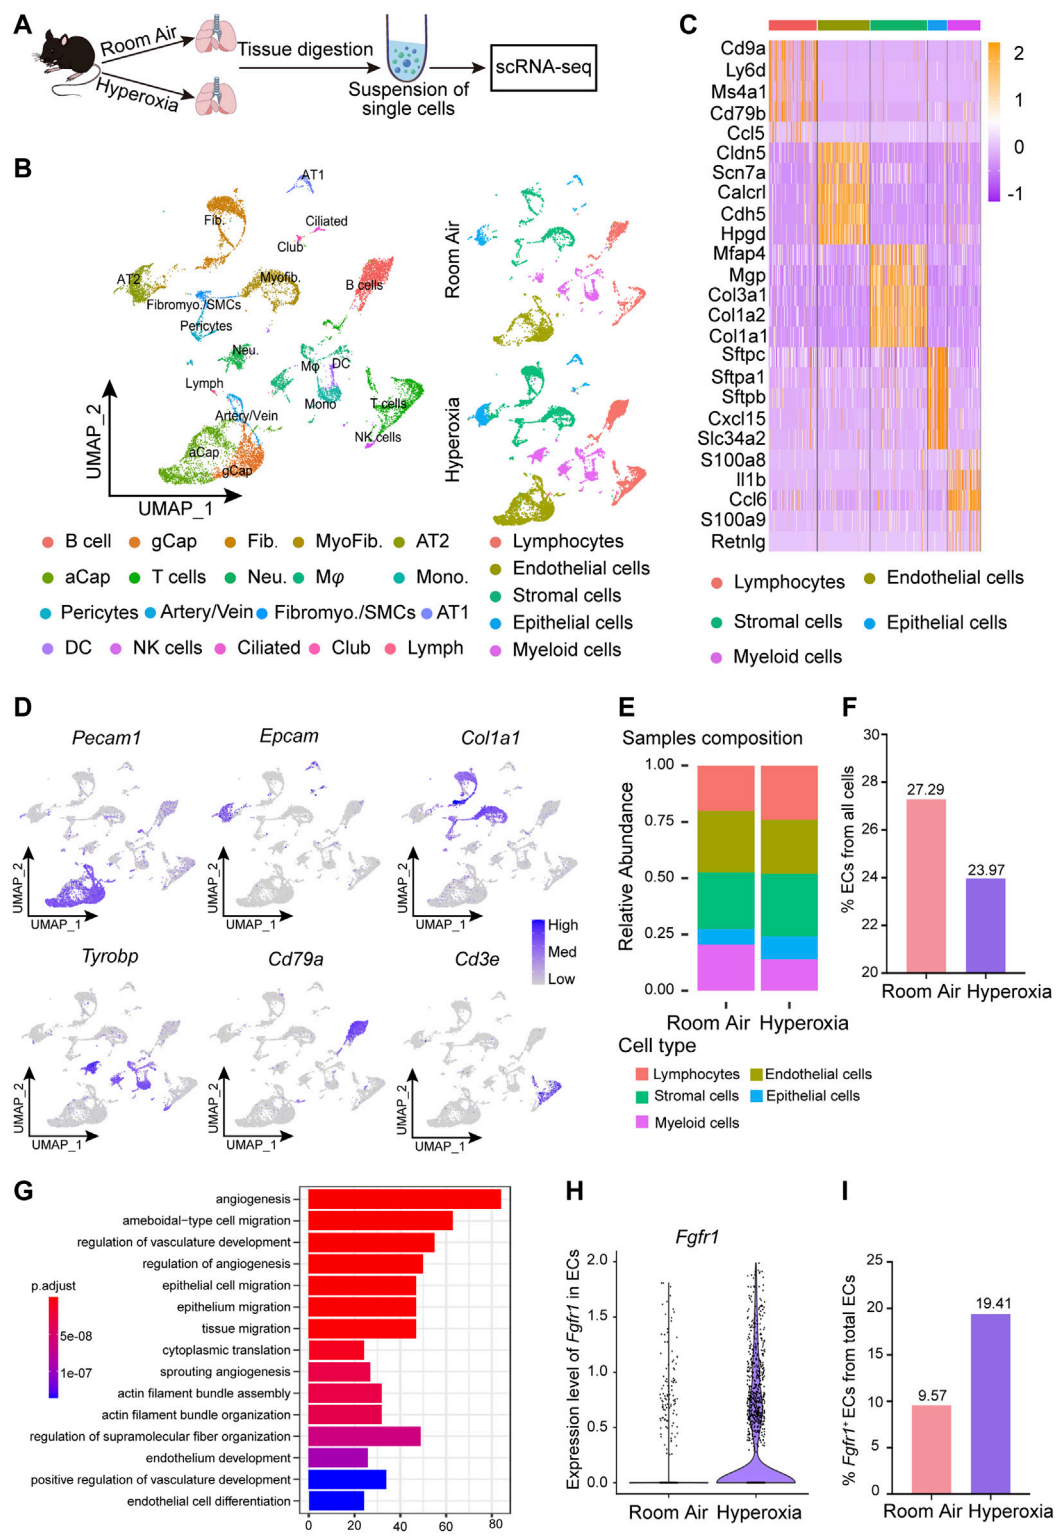 A
Room Air
Hyperoxia
Tissue digestion
Suspension of
single cells
scRNA-seq
B
AT1
Fib.
Ciliated
Club
AT2
Myofib.
B cells
Fibromyo./SMCs
Pericytes
Neu.
Mφ
DC
Lymph
Mono
T cells
Artery/Vein
NK cells
aCap
gCap
UMAP_2
UMAP_1
Room Air
Hyperoxia
B cell
gCap
Fib.
MyoFib.
AT2
aCap
T cells
Neu.
Mφ
Mono.
Pericytes
Artery/Vein
Fibromyo./SMCs
AT1
DC
NK cells
Ciliated
Club
Lymph
Lymphocytes
Endothelial cells
Stromal cells
Epithelial cells
Myeloid cells
C
Cd9a
Ly6d
Ms4a1
Cd79b
Ccl5
Cldn5
Scn7a
Calcrl
Cdh5
Hpgd
Mfap4
Mgp
Col3a1
Col1a2
Col1a1
Sftpc
Sftpa1
Sftpb
Cxcl15
Slc34a2
S100a8
Il1b
Ccl6
S100a9
Retnlg
2
1
0
-1
Lymphocytes
Endothelial cells
Stromal cells
Epithelial cells
Myeloid cells
D
Pecam1
Epcam
Col1a1
UMAP_2
UMAP_1
UMAP_2
UMAP_1
UMAP_2
UMAP_1
High
Med
Low
Tyrobp
Cd79a
Cd3e
UMAP_2
UMAP_1
UMAP_2
UMAP_1
UMAP_2
UMAP_1
E
Samples composition
Relative Abundance
1.00
0.75
0.50
0.25
0.00
Room Air
Hyperoxia
Cell type
Lymphocytes
Endothelial cells
Stromal cells
Epithelial cells
Myeloid cells
F
% ECs from all cells
30
28
26
24
22
20
27.29
23.97
Room Air
Hyperoxia
G
angiogenesis
ameboidal−type cell migration
regulation of vasculature development
regulation of angiogenesis
epithelial cell migration
epithelium migration
tissue migration
cytoplasmic translation
sprouting angiogenesis
actin filament bundle assembly
actin filament bundle organization
regulation of supramolecular fiber organization
endothelium development
positive regulation of vasculature development
endothelial cell differentiation
p.adjust
5e-08
1e-07
0
20
40
60
80
H
Fgfr1
Expression level of Fgfr1 in ECs
2.0
1.5
1.0
0.5
0.0
Room Air
Hyperoxia
I
% Fgfr1+ ECs from total ECs
25
20
15
10
5
0
9.57
19.41
Room Air
Hyperoxia